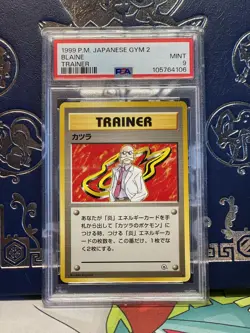 1999 P.M. JAPANESE GYM 2
BLAINE
MINT
TRAINER
9
PSA
105764106
TRAINER
カツラ
あなたが「炎」エネルギーカードを手
札から出して「カツラのポケモン」に
つける時、つける「炎」エネルギーカー
ドの枚数を、この番だけ、1枚でな
く2枚にする。